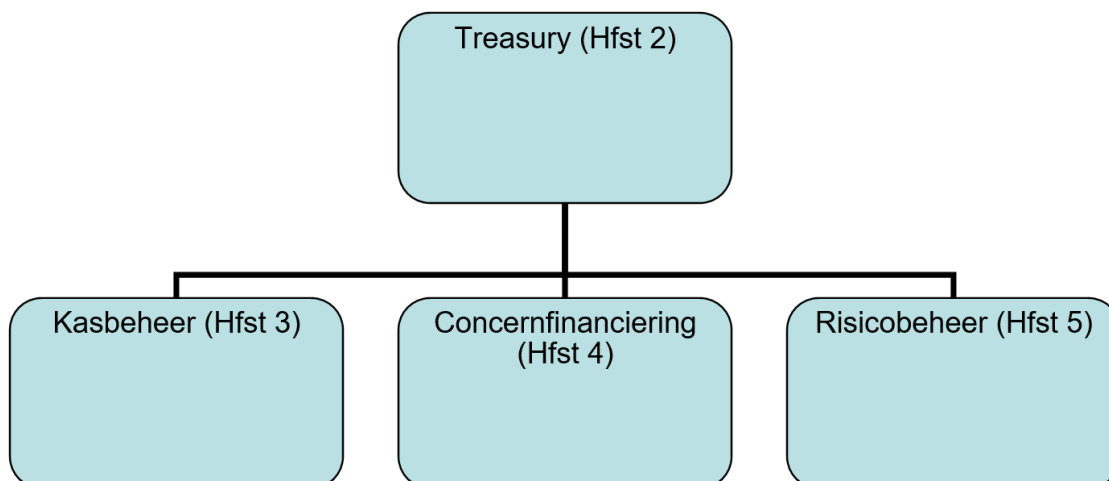 Treasury (Hfst 2)
Kasbeheer (Hfst 3)
Concernfinanciering
(Hfst 4)
Risicobeheer (Hfst 5)